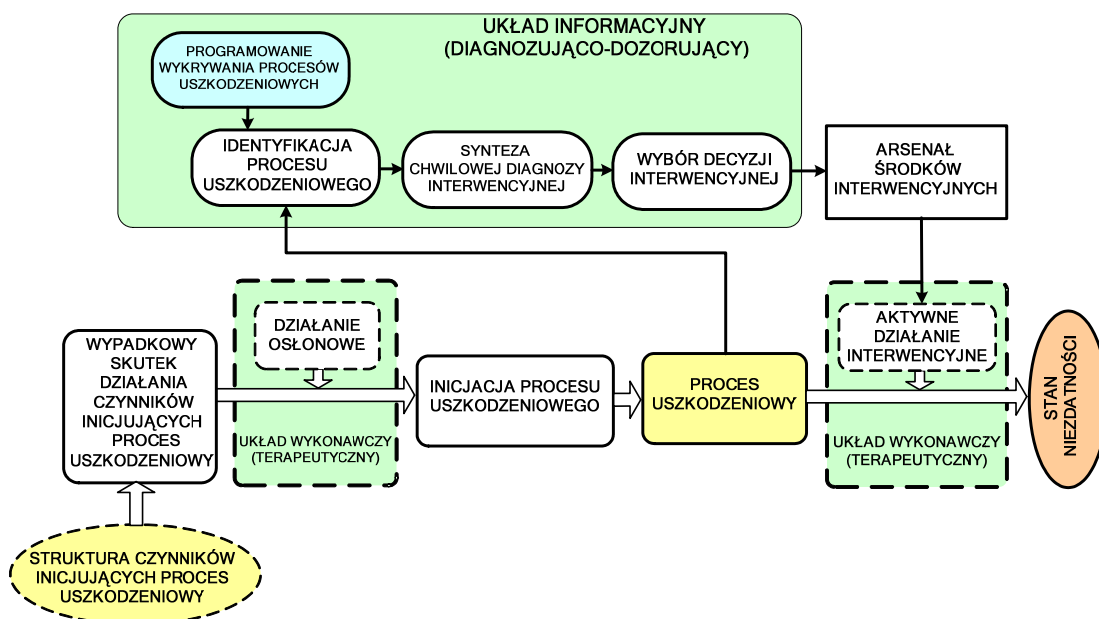 UKŁAD INFORMACYJNY
(DIAGNOZUJĄCO-DOZORUJĄCY)
PROGRAMOWANIE
WYKRYWANIA PROCESÓW
USZKODZENIOWYCH
IDENTYFIKACJA
PROCESU
USZKODZENIOWEGO
SYNTEZA
CHWILOWEJ DIAGNOZY
INTERWENCYJNEJ
WYBÓR DECYZJI
INTERWENCYJNEJ
ARSENAŁ
ŚRODKÓW
INTERWENCYJNYCH
WYPADKOWY
SKUTEK
DZIAŁANIA
CZYNNIKÓW
INICJUJĄCYCH
PROCES
USZKODZENIOWY
DZIAŁANIE
OSŁONOWE
UKŁAD WYKONAWCZY
(TERAPEUTYCZNY)
INICJACJA PROCESU
USZKODZENIOWEGO
PROCES
USZKODZENIOWY
AKTYWNE
DZIAŁANIE
INTERWENCYJNE
UKŁAD WYKONAWCZY
(TERAPEUTYCZNY)
STAN
NIEZDATNOŚCI
STRUKTURA CZYNNIKÓW
INICJUJĄCYCH PROCES
USZKODZENIOWY